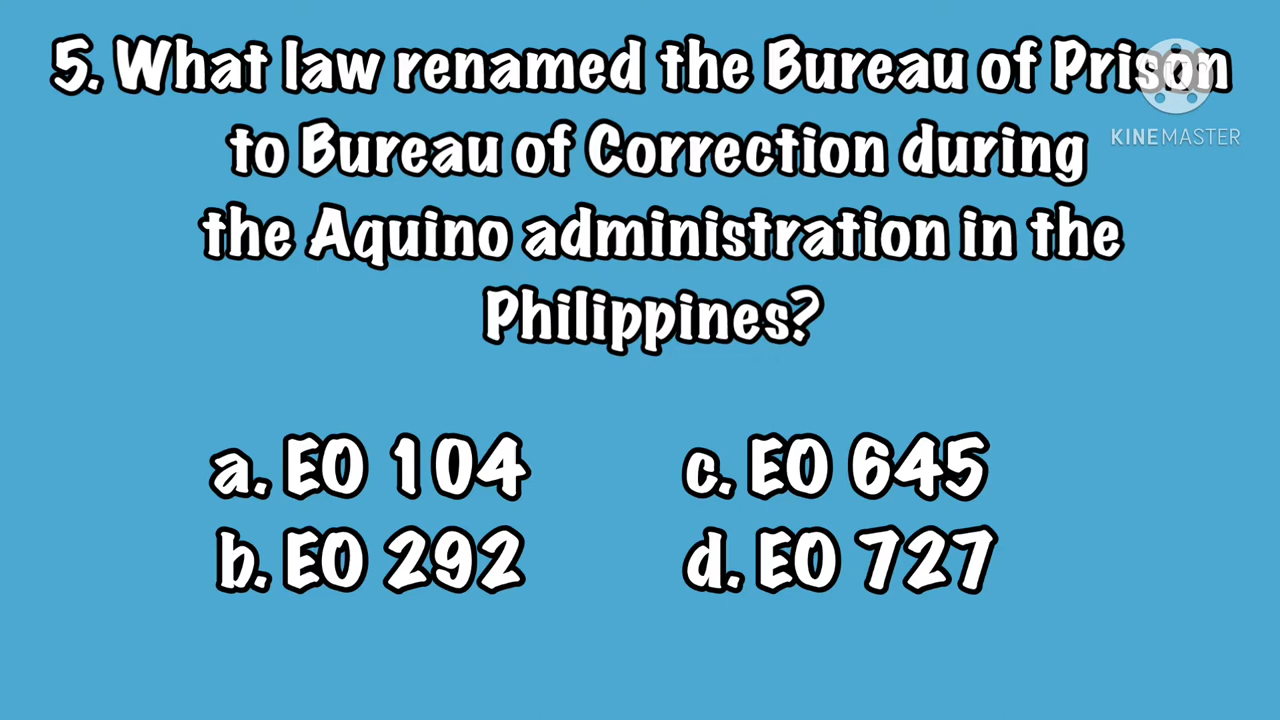 5. What law renamed the Bureau of Prison
KINEMASTER
to Bureau of Correction during
the Aquino administration in the
Philippines?
a. EO 104
c. EO 645
b. EO 292
d. EO 727